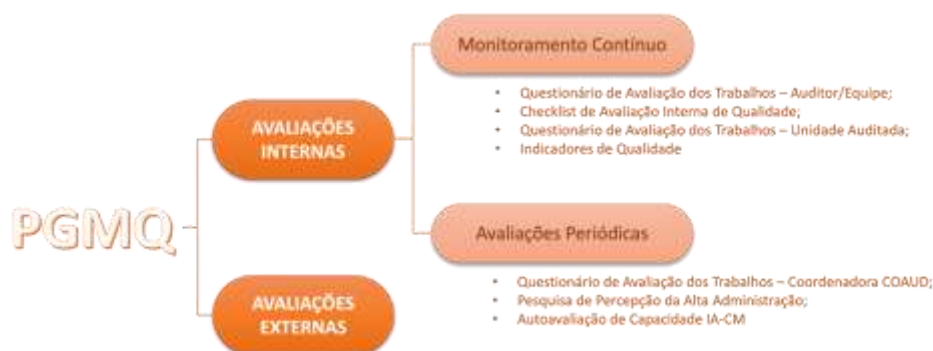 PGMQ
AVALIAÇÕES
INTERNAS
Monitoramento Contínuo
• Questionário de Avaliação dos Trabalhos – Auditor/Equipe;
• Checklist de Avaliação Interna de Qualidade;
• Questionário de Avaliação dos Trabalhos – Unidade Auditada;
• Indicadores de Qualidade
Avaliações Periódicas
• Questionário de Avaliação dos Trabalhos – Coordenadora COAUD;
• Pesquisa de Percepção da Alta Administração;
• Autoavaliação de Capacidade IA-CM
AVALIAÇÕES
EXTERNAS